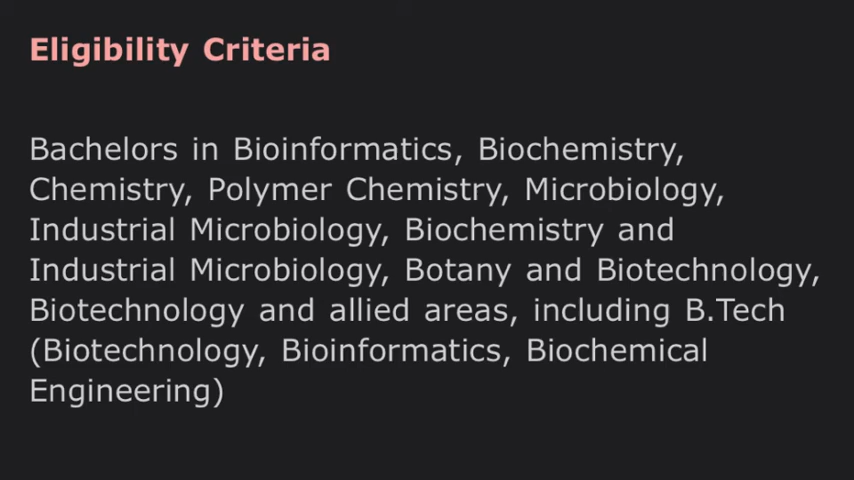 Eligibility Criteria
Bachelors in Bioinformatics, Biochemistry,
Chemistry, Polymer Chemistry, Microbiology,
Industrial Microbiology, Biochemistry and
Industrial Microbiology, Botany and Biotechnology,
Biotechnology and allied areas, including B.Tech
(Biotechnology, Bioinformatics, Biochemical
Engineering)